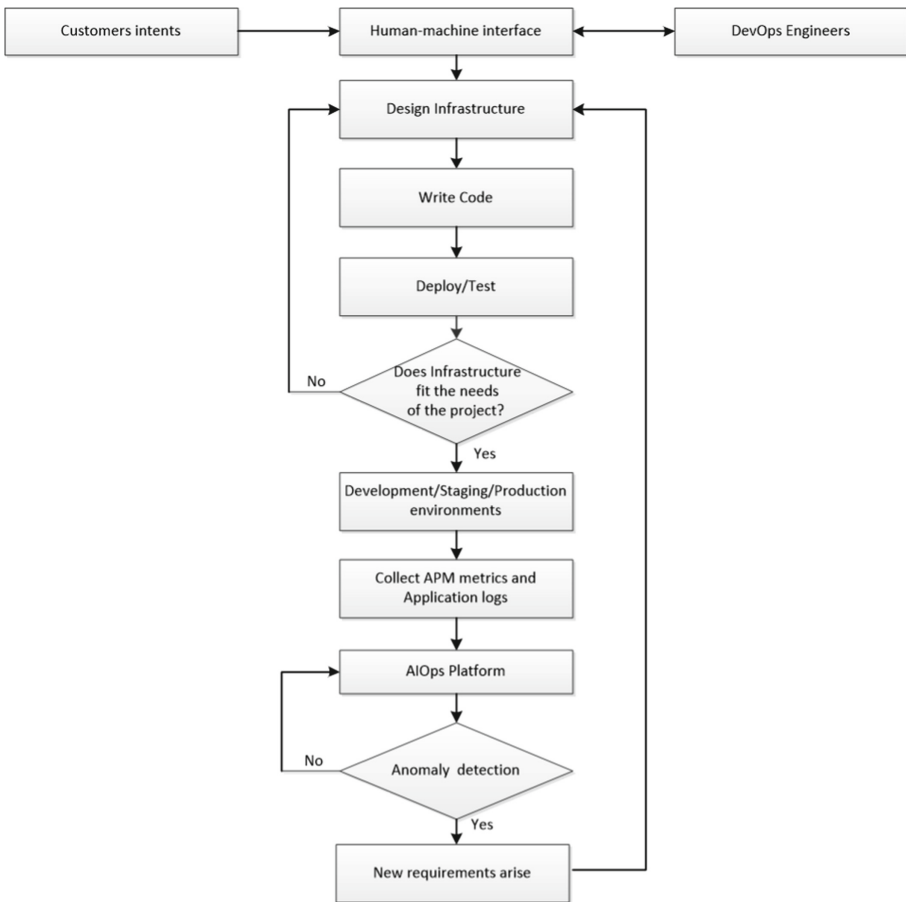 Customers intents
Human-machine interface
DevOps Engineers
Design Infrastructure
Write Code
Deploy/Test
Does Infrastructure
fit the needs
of the project?
No
Yes
Development/Staging/Production
environments
Collect APM metrics and
Application logs
AIOps Platform
Anomaly detection
No
Yes
New requirements arise